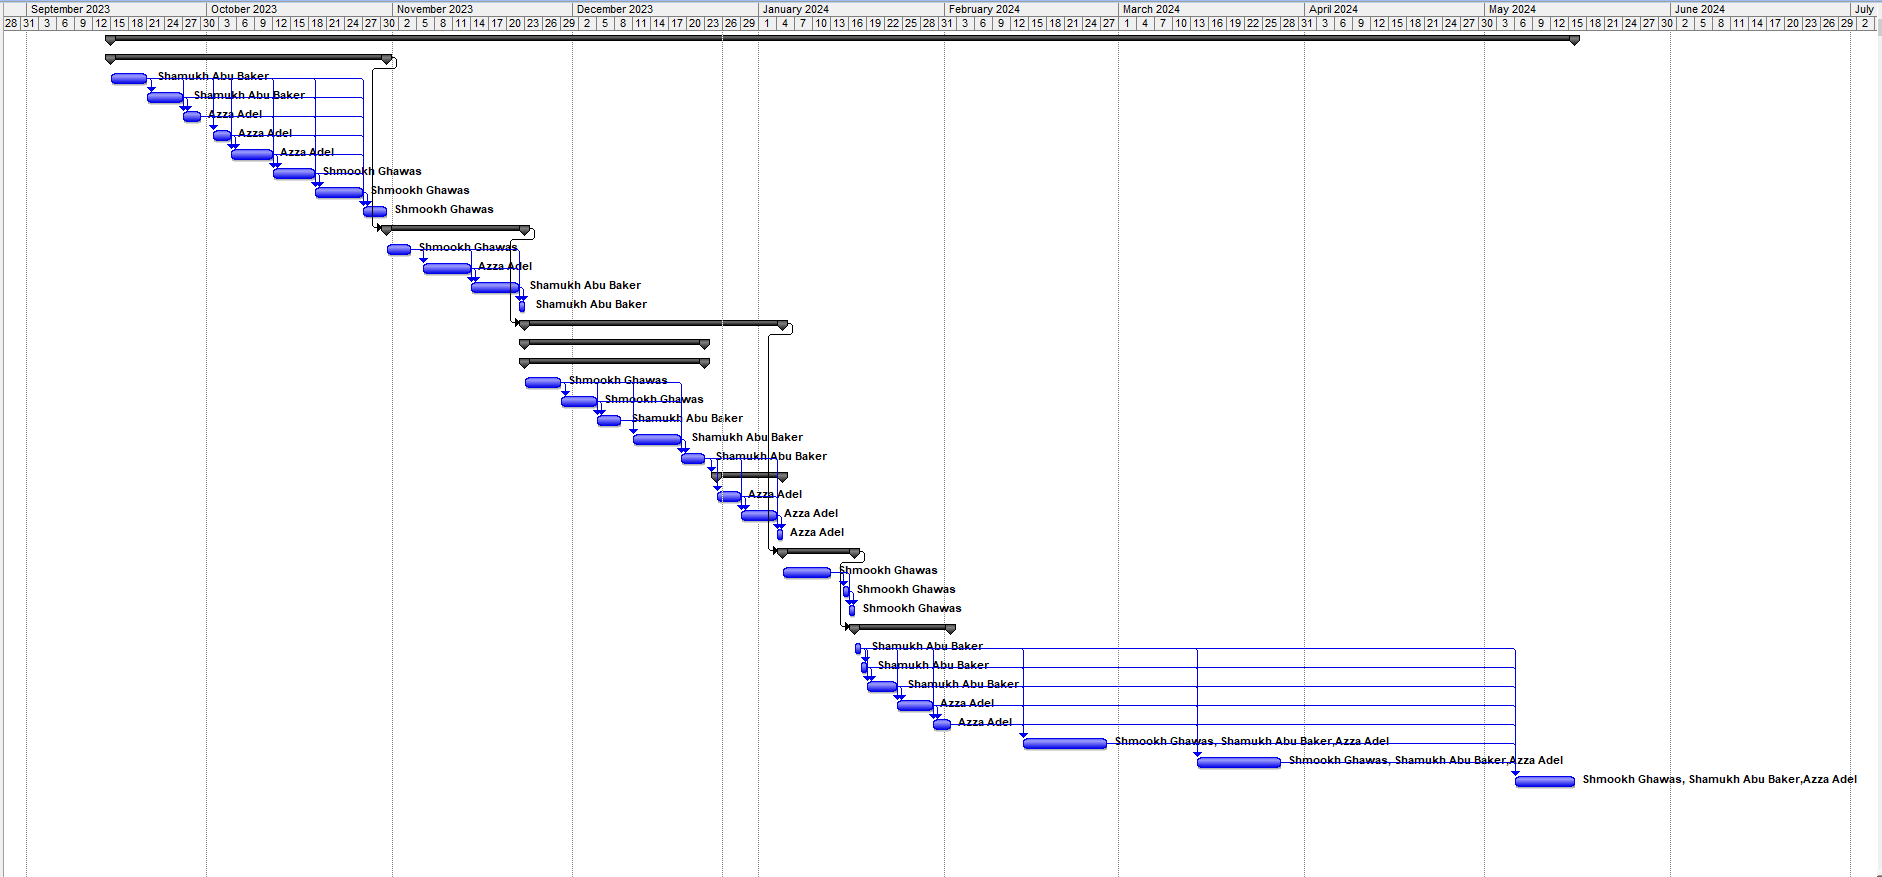 September 2023 October 2023 November 2023 December 2023 January 2024 February 2024 March 2024 April 2024 May 2024 June 2024 July
28 31 3 6 9 12 15 18 21 24 27 30 3 6 9 12 15 18 21 24 27 30 2 5 8 11 14 17 20 23 26 29 2 5 8 11 14 17 20 23 26 29 1 4 7 10 13 16 19 22 25 28 31 3 6 9 12 15 18 21 24 27 1 4 7 10 13 16 19 22 25 28 31 3 6 9 12 15 18 21 24 27 30 3 6 9 12 15 18 21 24 27 30 2 5 8 11 14 17 20 23 26 29 2
Shamukh Abu Baker
Shamukh Abu Baker
Azza Adel
Azza Adel
Azza Adel
Shmookh Ghawas
Shmookh Ghawas
Shmookh Ghawas
Shmookh Ghawas
Azza Adel
Shamukh Abu Baker
Shamukh Abu Baker
Shmookh Ghawas
Shmookh Ghawas
Shamukh Abu Baker
Shamukh Abu Baker
Shamukh Abu Baker
Azza Adel
Azza Adel
Azza Adel
Shmookh Ghawas
Shmookh Ghawas
Shmookh Ghawas
Shamukh Abu Baker
Shamukh Abu Baker
Shamukh Abu Baker
Azza Adel
Azza Adel
Shmookh Ghawas, Shamukh Abu Baker,Azza Adel
Shmookh Ghawas, Shamukh Abu Baker,Azza Adel
Shmookh Ghawas, Shamukh Abu Baker,Azza Adel